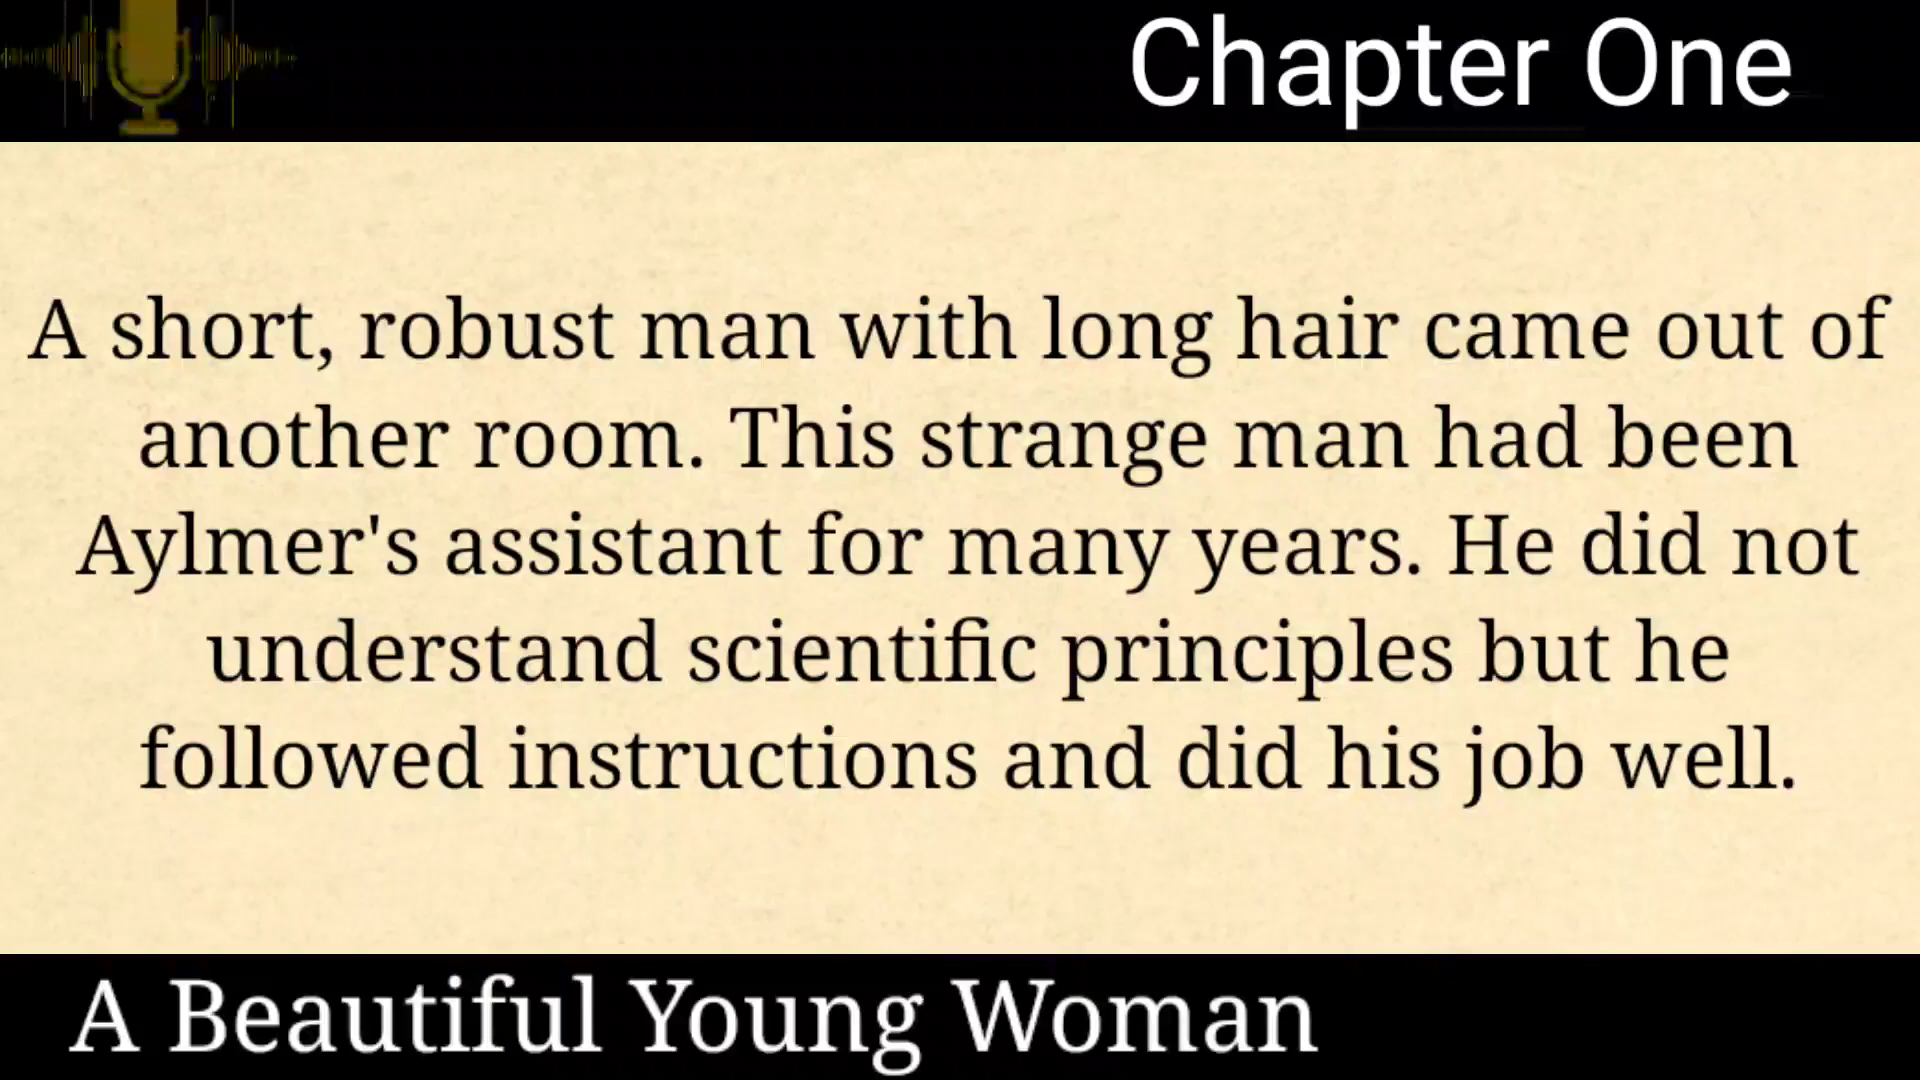 Chapter One
A short, robust man with long hair came out of
another room. This strange man had been
Aylmer's assistant for many years. He did not
understand scientific principles but he
followed instructions and did his job well.
A Beautiful Young Woman